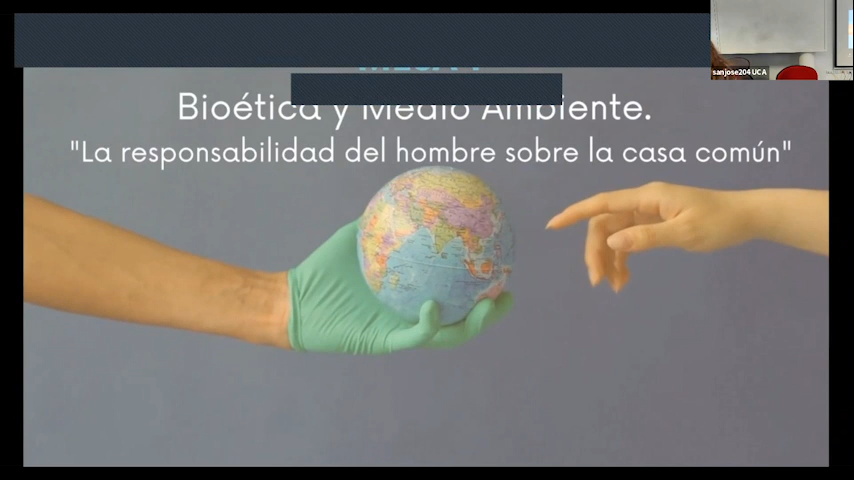 sanjose204 UCA
Bioética y Medio Ambiente.
"La responsabilidad del hombre sobre la casa común"